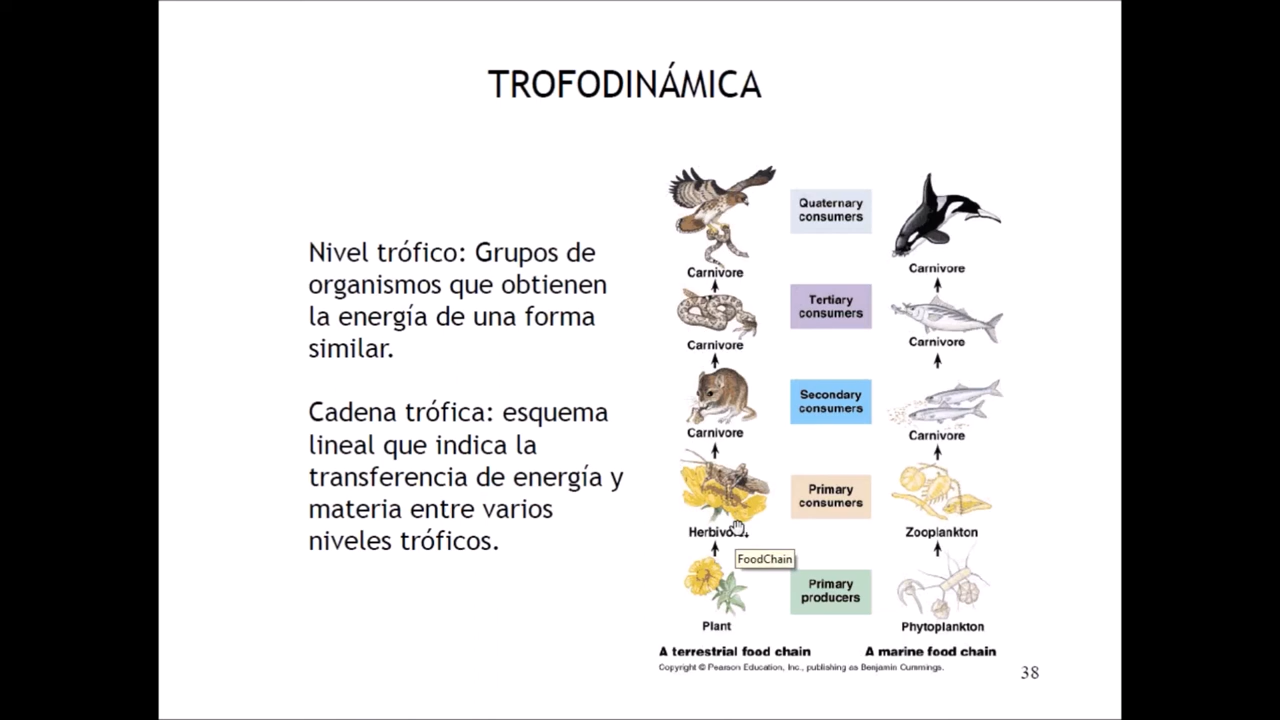 TROFODINÁMICA
Nivel trófico: Grupos de
organismos que obtienen
la energía de una forma
similar.
Cadena trófica: esquema
lineal que indica la
transferencia de energía y
materia entre varios
niveles tróficos.
Quaternary
consumers
Carnivore
Carnivore
Tertiary
consumers
Carnivore
Carnivore
Secondary
consumers
Carnivore
Carnivore
Primary
consumers
Zooplankton
FoodChain
Primary
producers
Plant
Phytoplankton
A terrestrial food chain
A marine food chain
Copyright © Pearson Education, Inc., publishing as Benjamin Cummings.
38